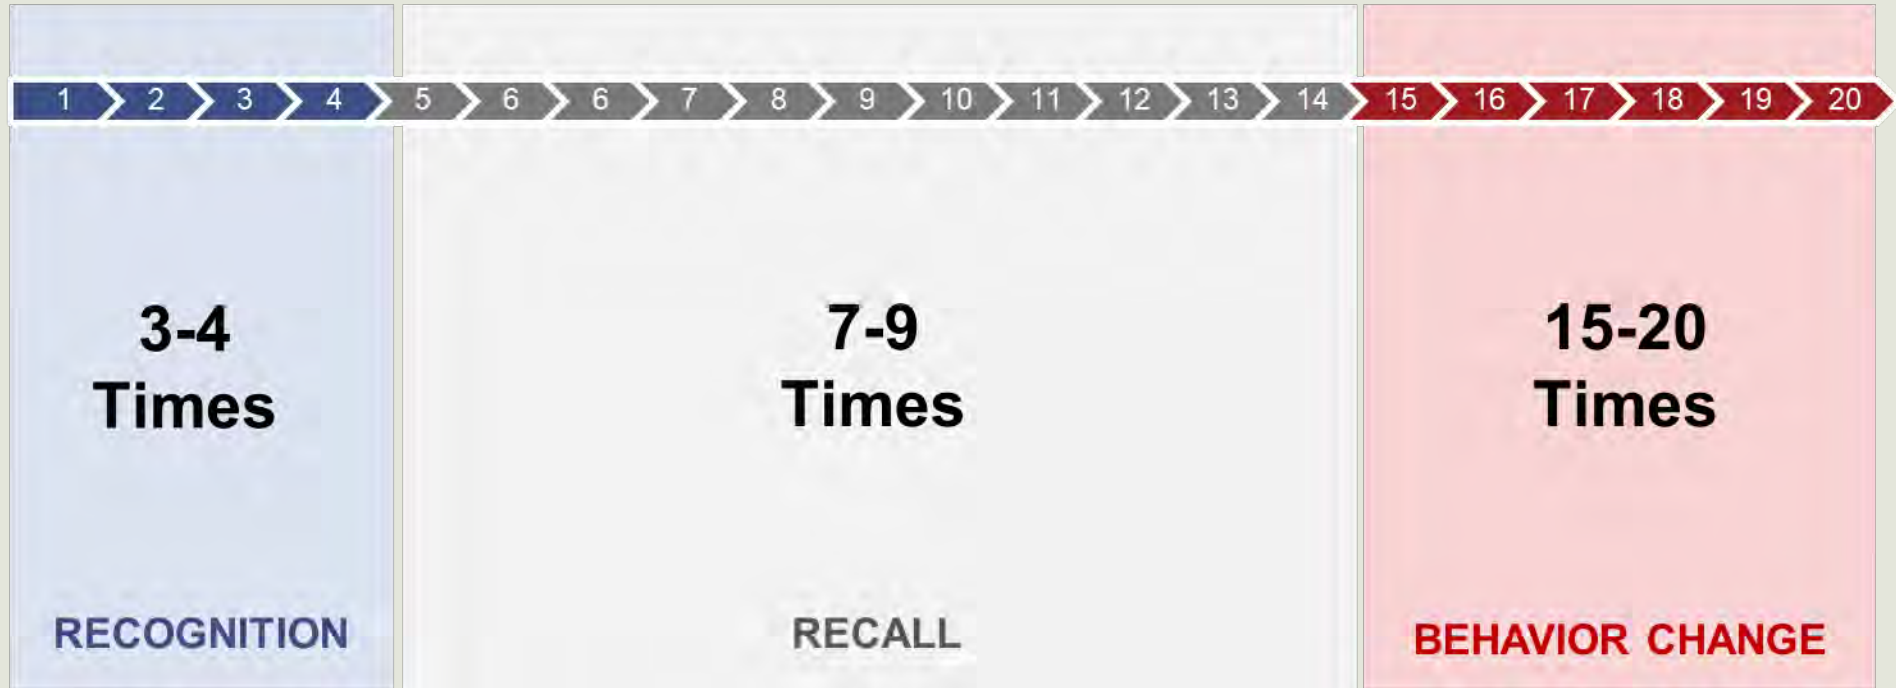 1 2 3 4 5 6 6 7 8 9 10 11 12 13 14 15 16 17 18 19 20
3-4
Times
RECOGNITION
7-9
Times
RECALL
15-20
Times
BEHAVIOR CHANGE